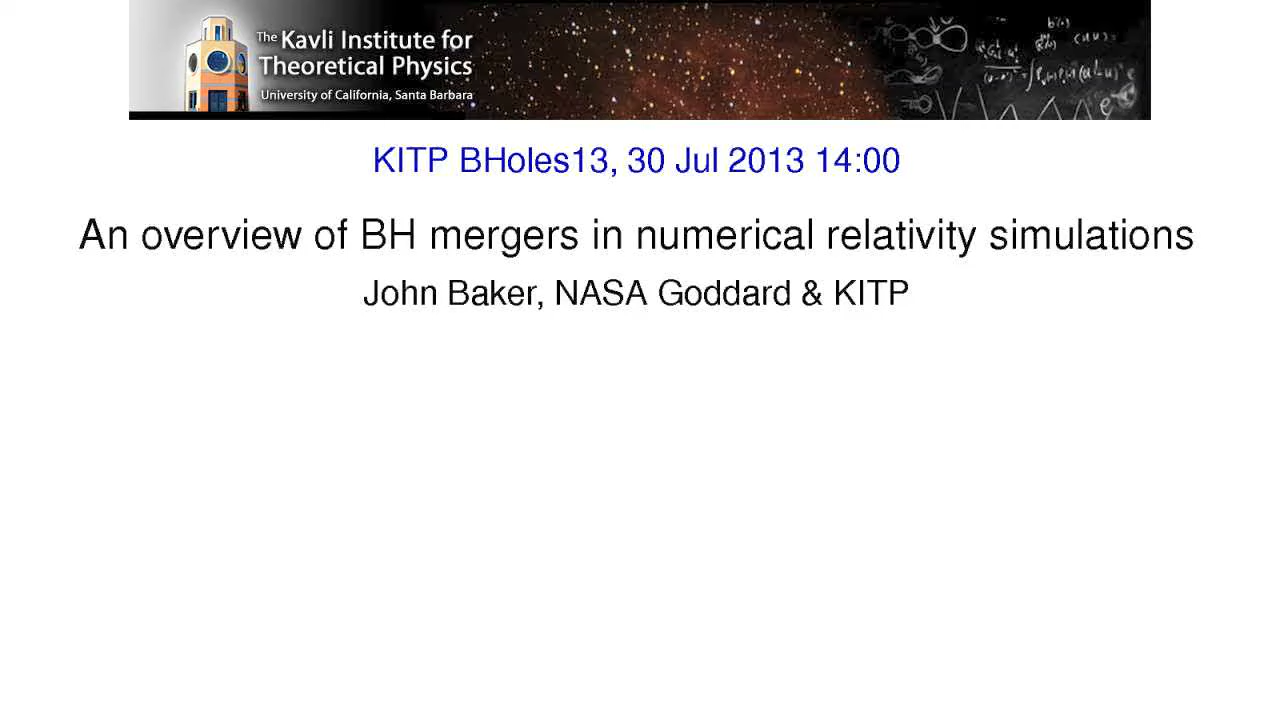 The Kavli Institute for
Theoretical Physics
University of California, Santa Barbara
KITP BHoles13, 30 Jul 2013 14:00
An overview of BH mergers in numerical relativity simulations
John Baker, NASA Goddard & KITP